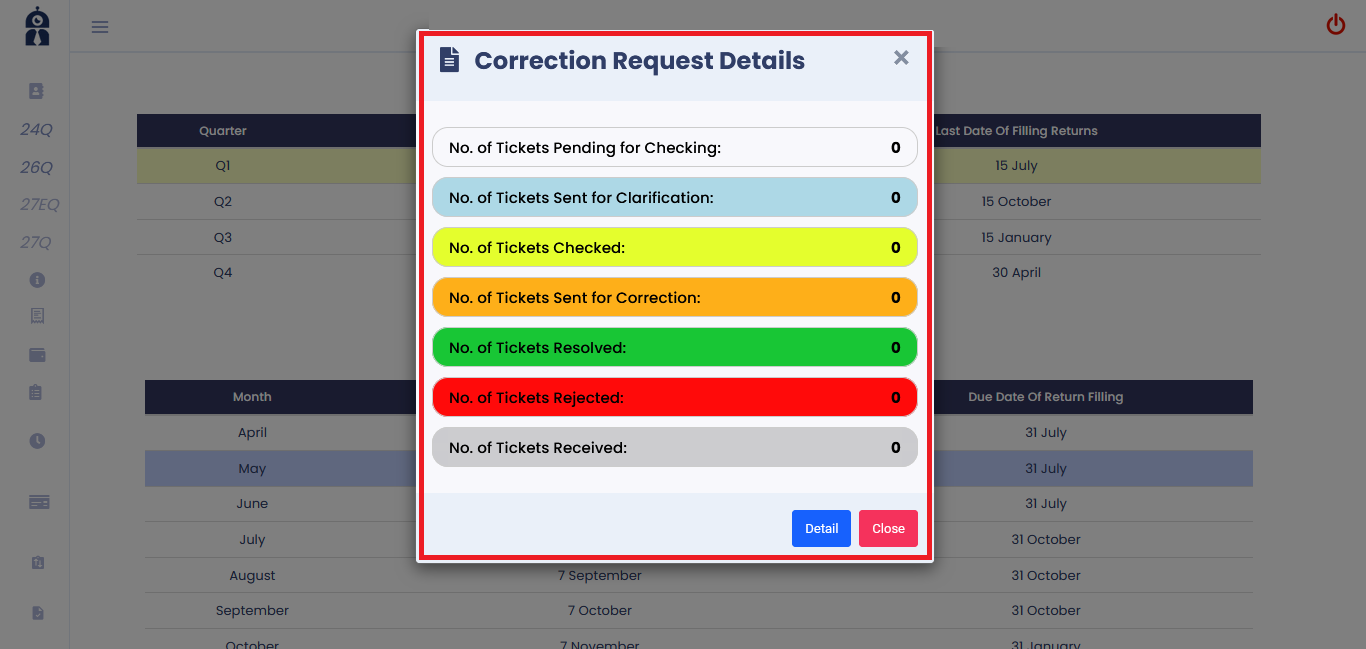 Correction Request Details ×
No. of Tickets Pending for Checking: 0
No. of Tickets Sent for Clarification: 0
No. of Tickets Checked: 0
No. of Tickets Sent for Correction: 0
No. of Tickets Resolved: 0
No. of Tickets Rejected: 0
No. of Tickets Received: 0
Detail Close
24Q
26Q
27EQ
27Q
Quarter Last Date Of Filling Returns
Q1 15 July
Q2 15 October
Q3 15 January
Q4 30 April
Month Due Date Of Return Filling
April 31 July
May 31 July
June 31 July
July 31 October
August 7 September 31 October
September 7 October 31 October
October 7 November 31 January